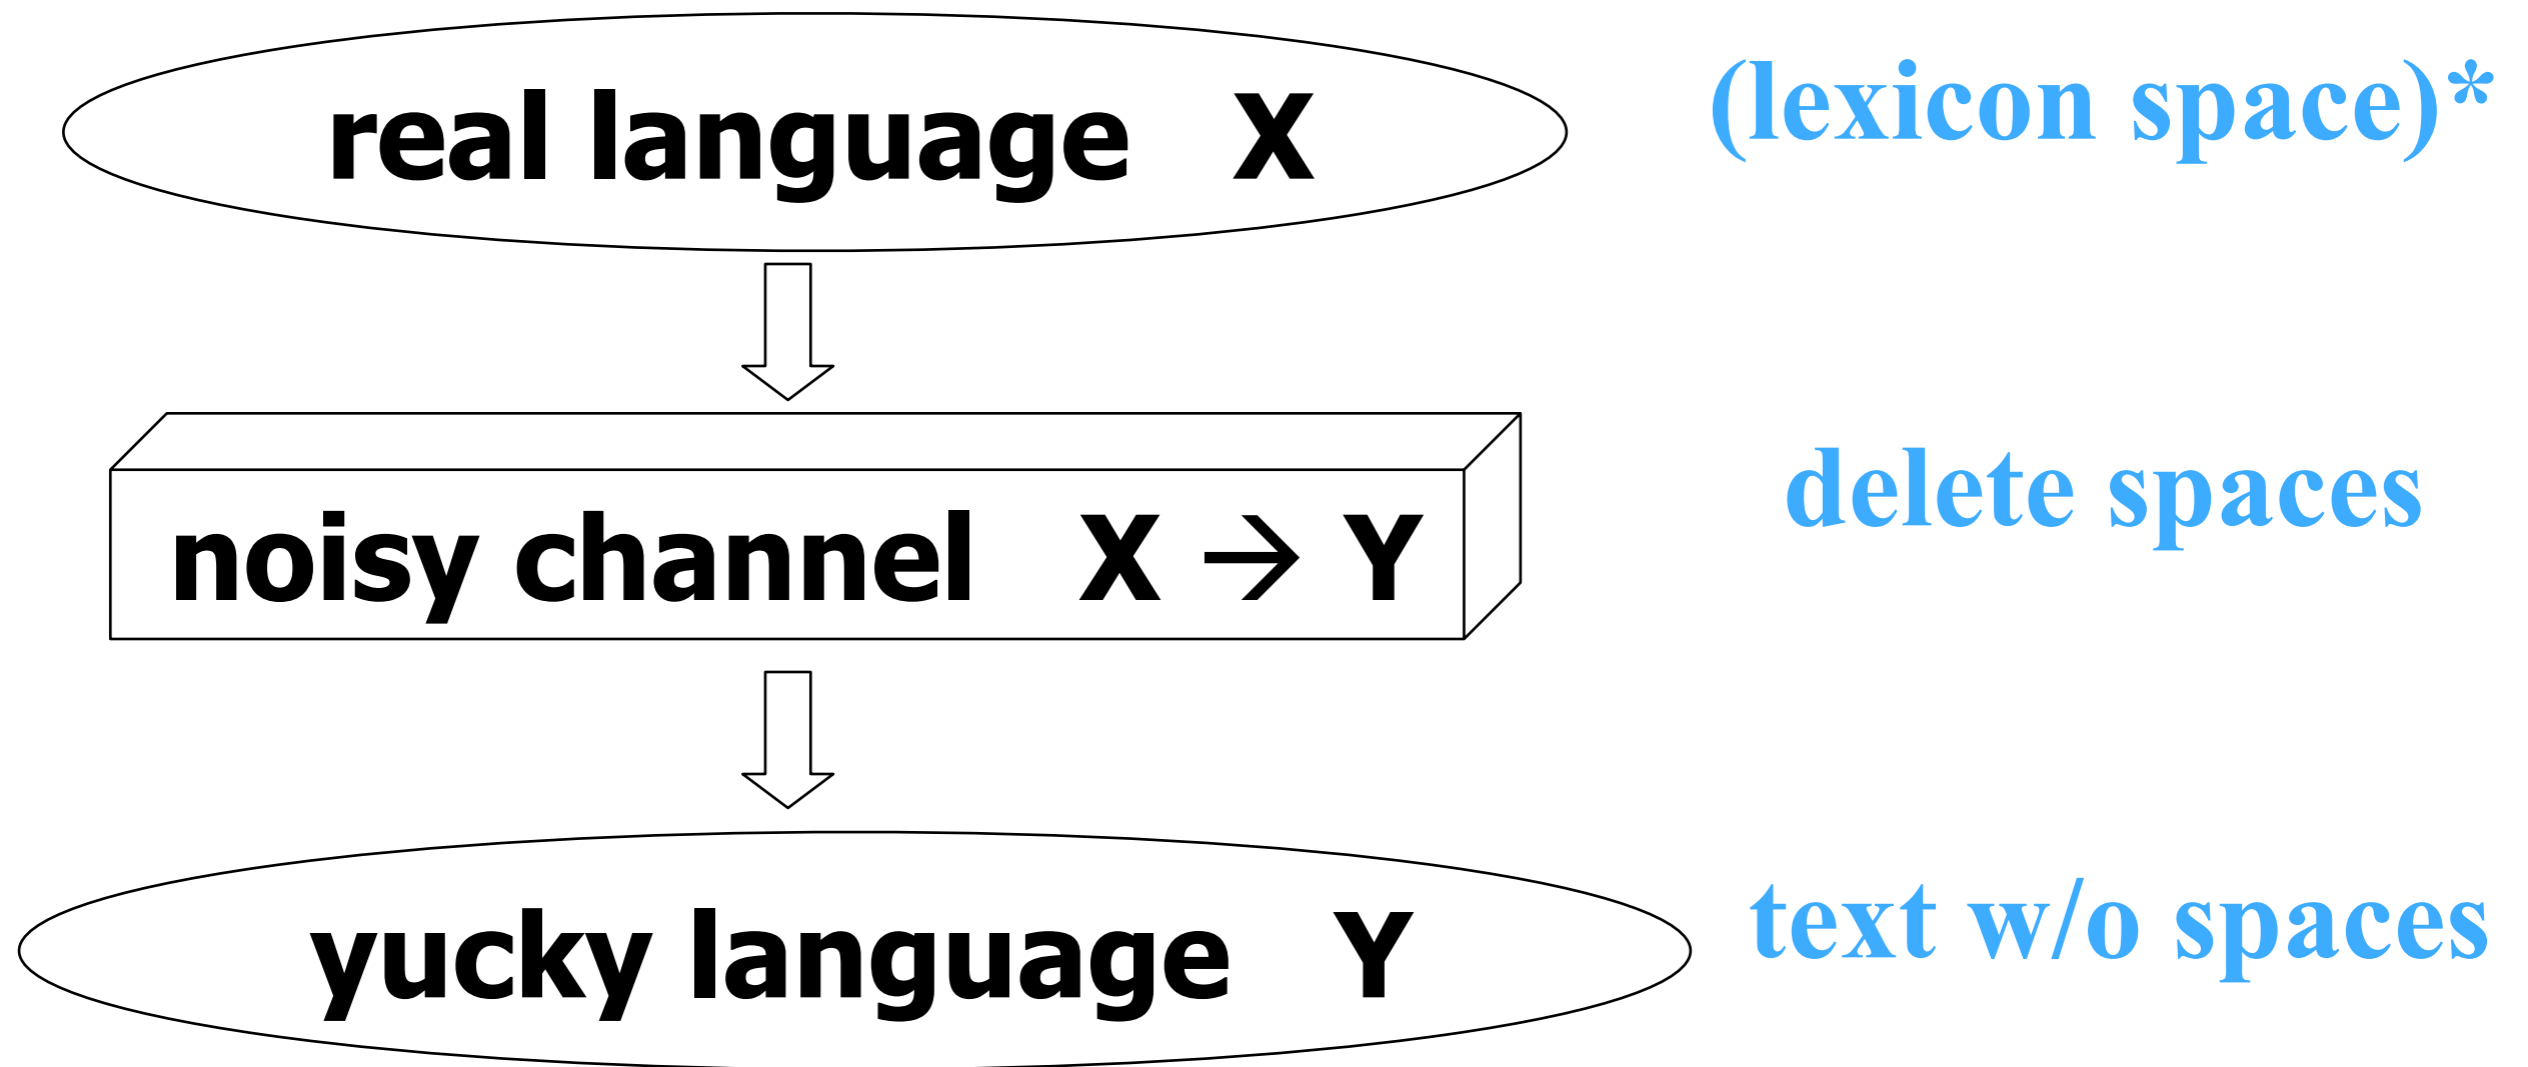 real language X
(lexicon space)*
noisy channel X → Y
delete spaces
yucky language Y
text w/o spaces